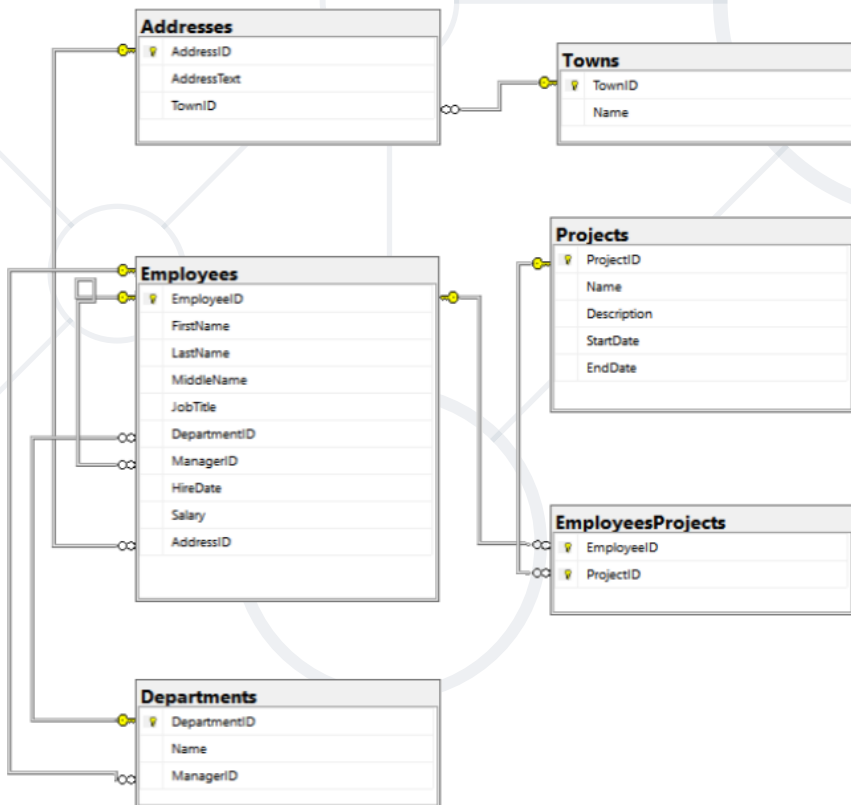 Addresses
AddressID
AddressText
TownID
Towns
TownID
Name
Projects
ProjectID
Name
Description
StartDate
EndDate
Employees
EmployeeID
FirstName
LastName
MiddleName
JobTitle
DepartmentID
ManagerID
HireDate
Salary
AddressID
EmployeesProjects
EmployeeID
ProjectID
Departments
DepartmentID
Name
ManagerID